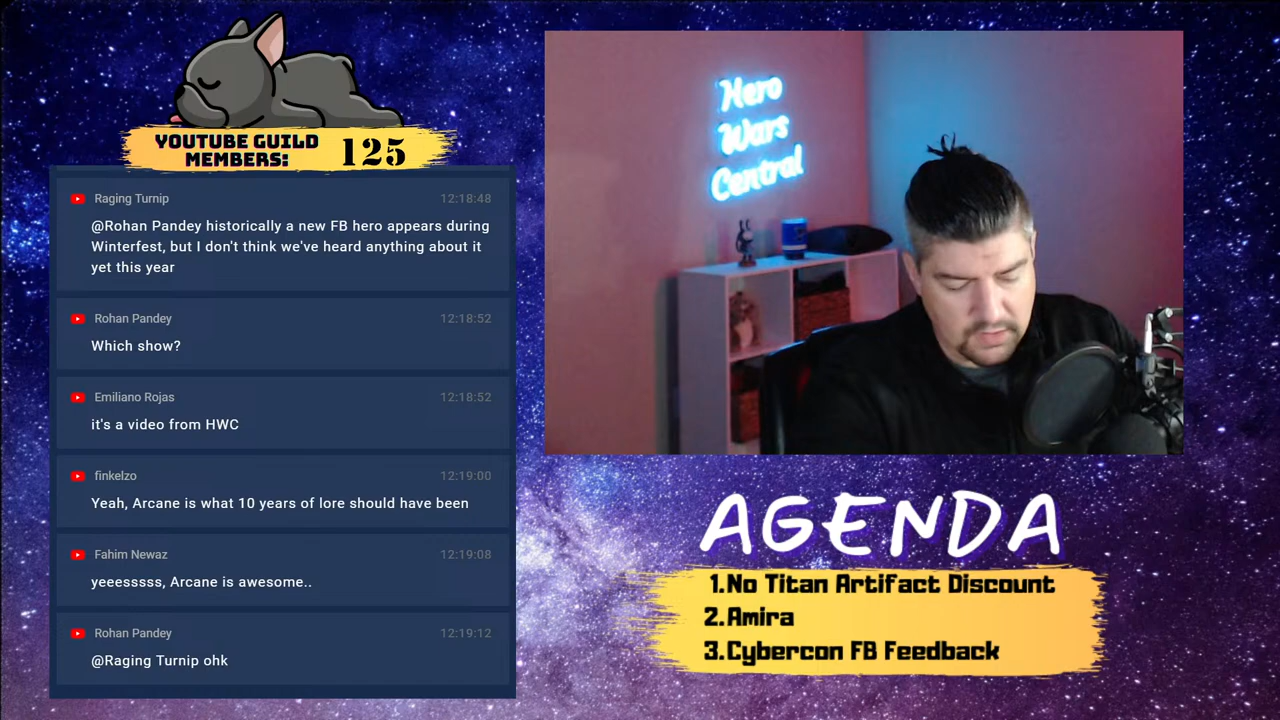 YOUTUBE GUILD
MEMBERS:
125
Raging Turnip 12:18:48
@Rohan Pandey historically a new FB hero appears during
Winterfest, but I don't think we've heard anything about it
yet this year
Rohan Pandey 12:18:52
Which show?
Emiliano Rojas 12:18:52
it's a video from HWC
finkelzo 12:19:00
Yeah, Arcane is what 10 years of lore should have been
Fahim Newaz 12:19:08
yeeesssss, Arcane is awesome..
Rohan Pandey 12:19:12
@Raging Turnip ohk
Hero
Wars
Central
AGENDA
1.No Titan Artifact Discount
2.Amira
3.Cybercon FB Feedback